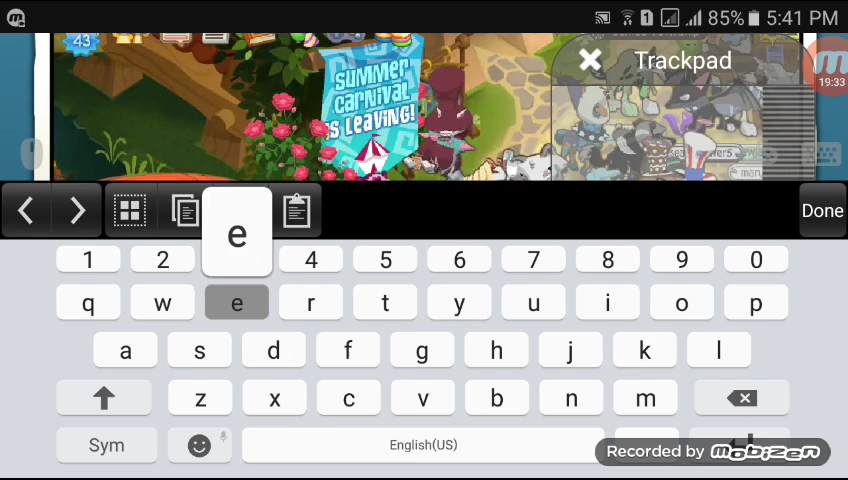 1 85% 5:41 PM
43
SUMMER
CARNIVAL
IS LEAVING!
Trackpad
19:33
e
Done
1 2 4 5 6 7 8 9 0
q w e r t y u i o p
a s d f g h j k l
z x c v b n m
Sym
English(US)
Recorded by mobizen